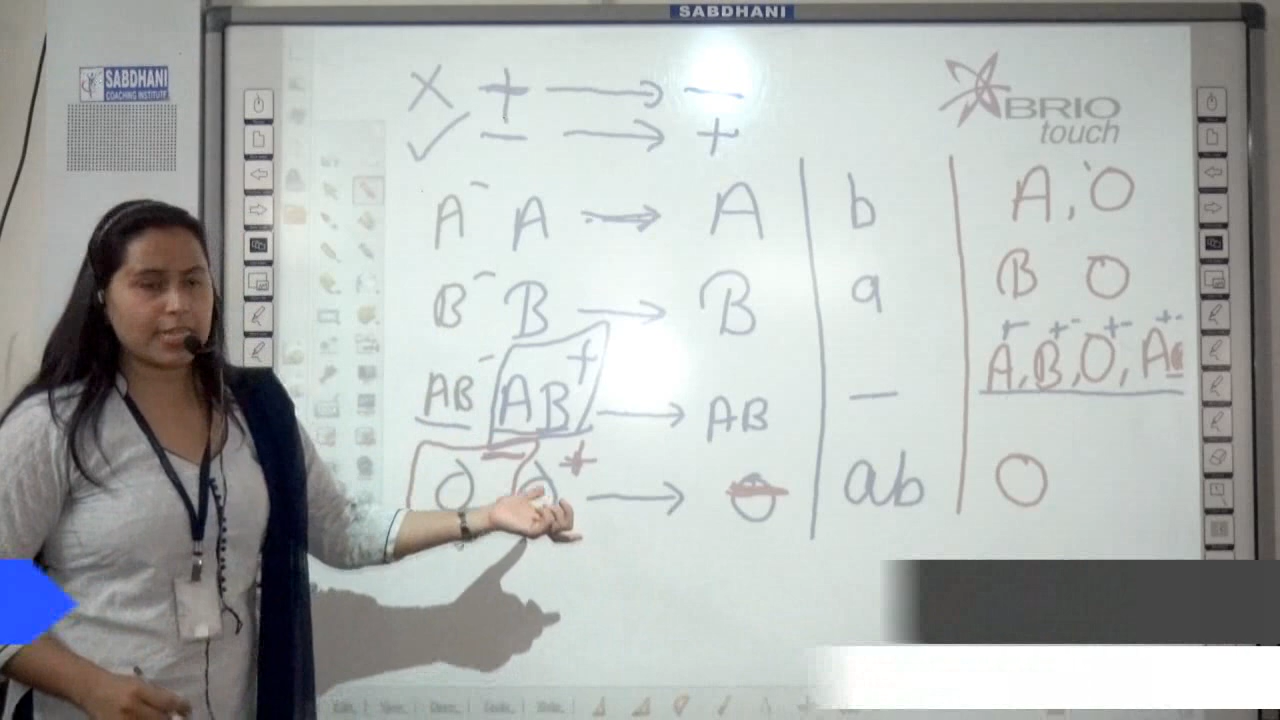 SABDHANI
SABDHANI
COACHING INSTITUTE
BRIO
touch
X + → −
✓ − → +
A⁻ A → A | b | A, O
B⁻ B → B | a | B O
AB⁻ AB⁺ → AB | — | A⁺⁻, B⁺⁻, O⁺⁻, A
O⁻ O⁺ → O | ab | O